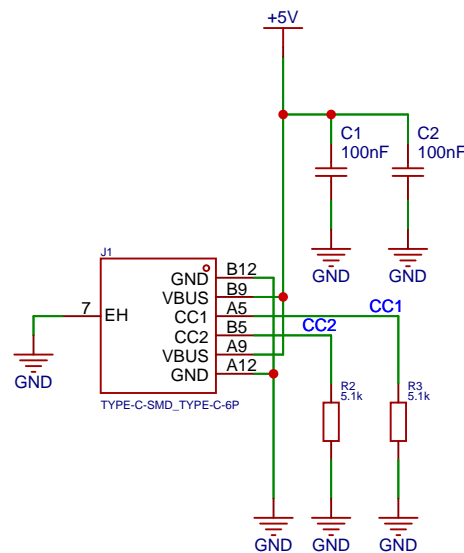 +5V
C1
100nF
C2
100nF
GND
GND
J1
GND
B12
VBUS
B9
7
EH
CC1
A5
CC1
CC2
B5
CC2
VBUS
A9
GND
A12
GND
TYPE-C-SMD_TYPE-C-6P
R2
5.1k
R3
5.1k
GND
GND
GND